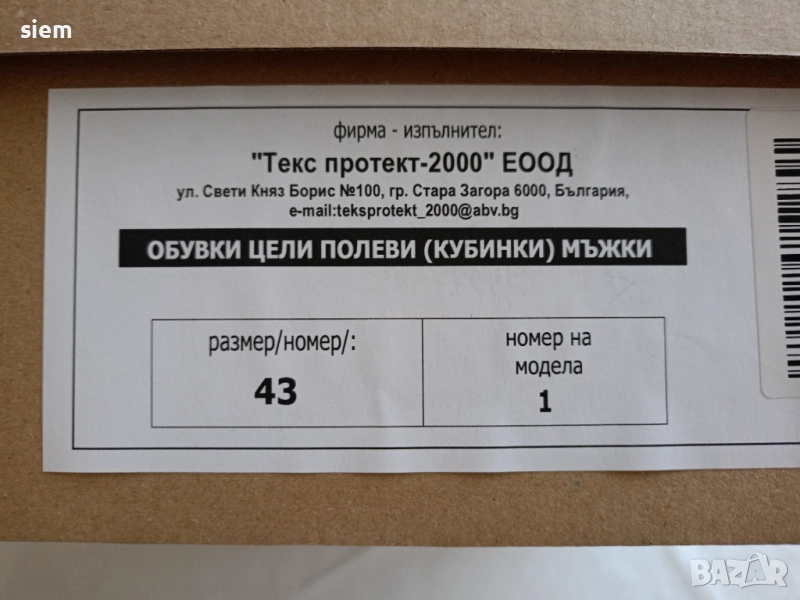 siem
фирма - изпълнител:
"Текс протект-2000" ЕООД
ул. Свети Княз Борис №100, гр. Стара Загора 6000, България,
e-mail:teksprotekt_2000@abv.bg
ОБУВКИ ЦЕЛИ ПОЛЕВИ (КУБИНКИ) МЪЖКИ
размер/номер/:
43
номер на
модела
1
BAZAR